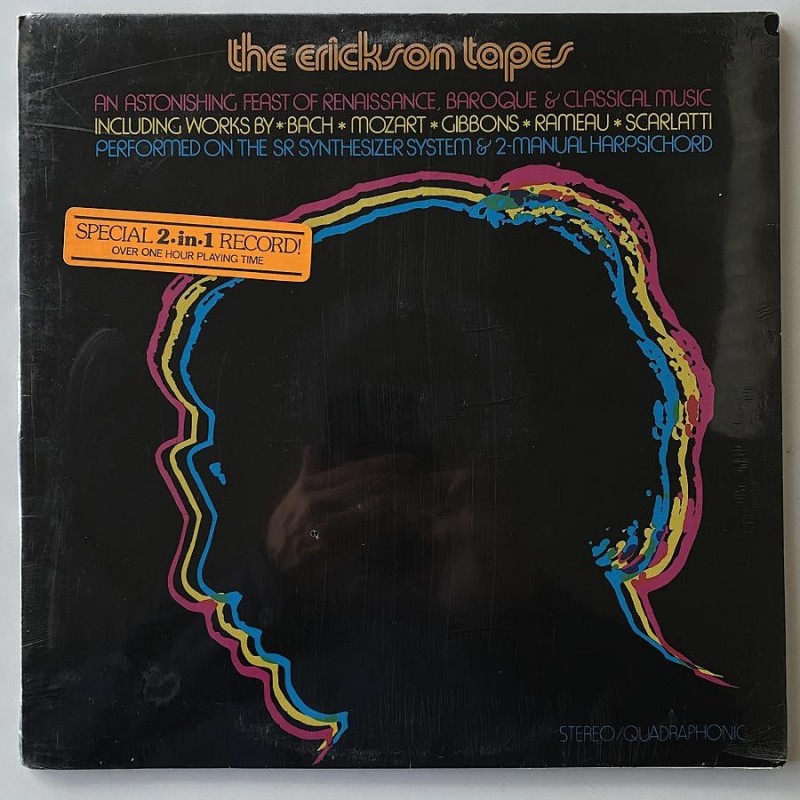 the erickson tapes
AN ASTONISHING FEAST OF RENAISSANCE, BAROQUE & CLASSICAL MUSIC
INCLUDING WORKS BY * BACH * MOZART * GIBBONS * RAMEAU * SCARLATTI
PERFORMED ON THE SR SYNTHESIZER SYSTEM & 2-MANUAL HARPSICHORD
SPECIAL 2·in·1 RECORD!
OVER ONE HOUR PLAYING TIME
STEREO/QUADRAPHONIC